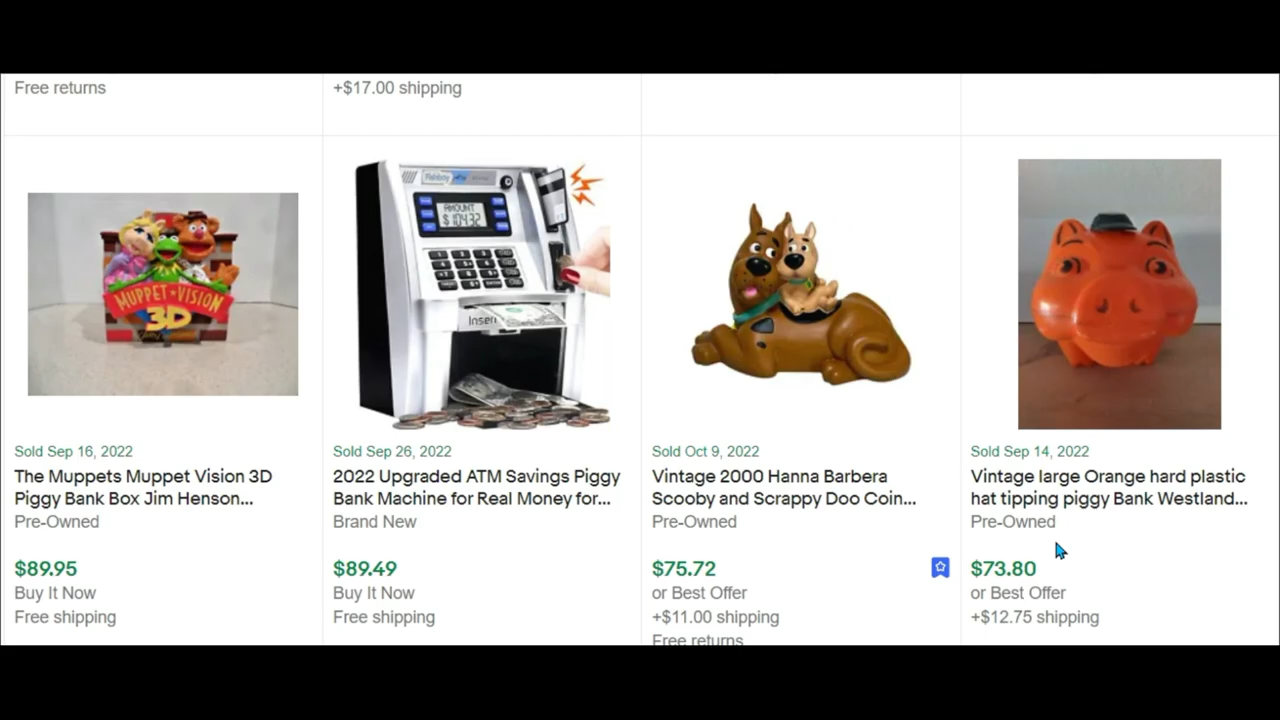 Free returns
+$17.00 shipping
MUPPET★VISION
3D
Fishboy
AMOUNT
$104.32
Insert
Sold Sep 16, 2022
The Muppets Muppet Vision 3D
Piggy Bank Box Jim Henson...
Pre-Owned
$89.95
Buy It Now
Free shipping
Sold Sep 26, 2022
2022 Upgraded ATM Savings Piggy
Bank Machine for Real Money for...
Brand New
$89.49
Buy It Now
Free shipping
Sold Oct 9, 2022
Vintage 2000 Hanna Barbera
Scooby and Scrappy Doo Coin...
Pre-Owned
$75.72
or Best Offer
+$11.00 shipping
Free returns
Sold Sep 14, 2022
Vintage large Orange hard plastic
hat tipping piggy Bank Westland...
Pre-Owned
$73.80
or Best Offer
+$12.75 shipping